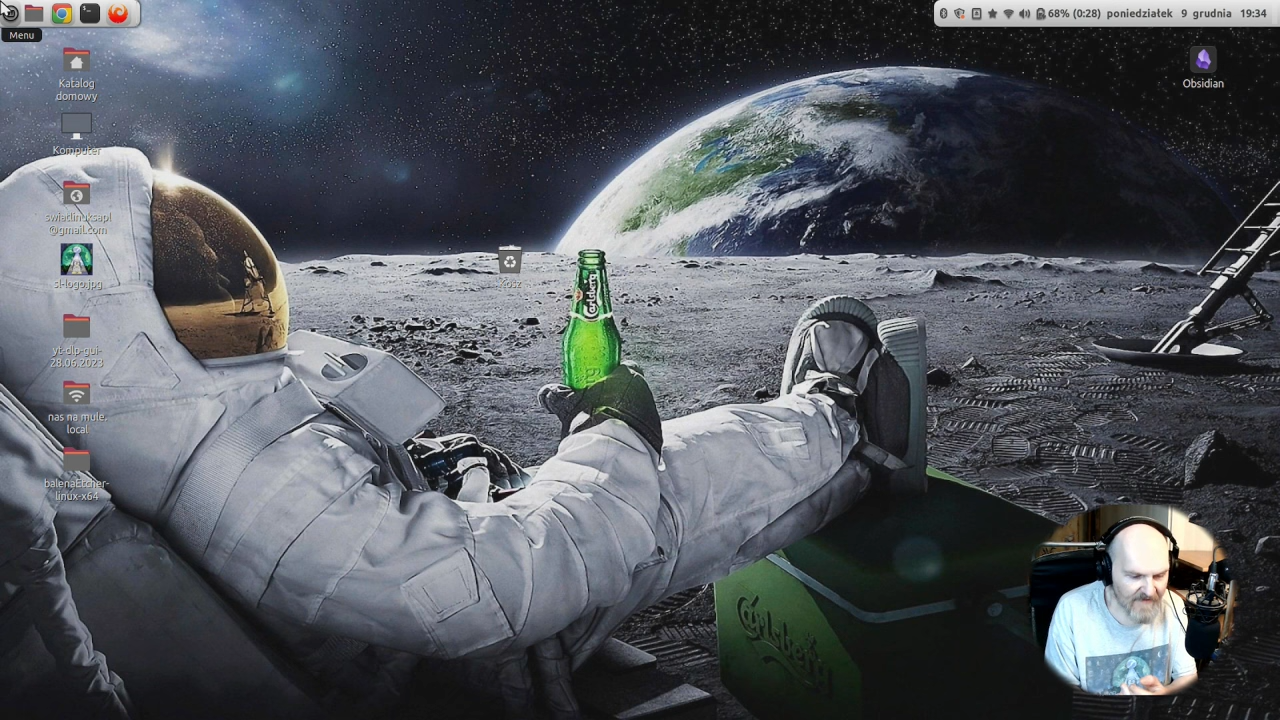 68% (0:28) poniedziałek 9 grudnia 19:34
Menu
Katalog
domowy
Obsidian
Komputer
swiatlinuksapl
@gmail.com
Kosz
sl-logo.jpg
Carlsberg
yt-dlp-gui-
28.06.2023
nas na mule.
local
balenaEtcher-
linux-x64
Carlsberg